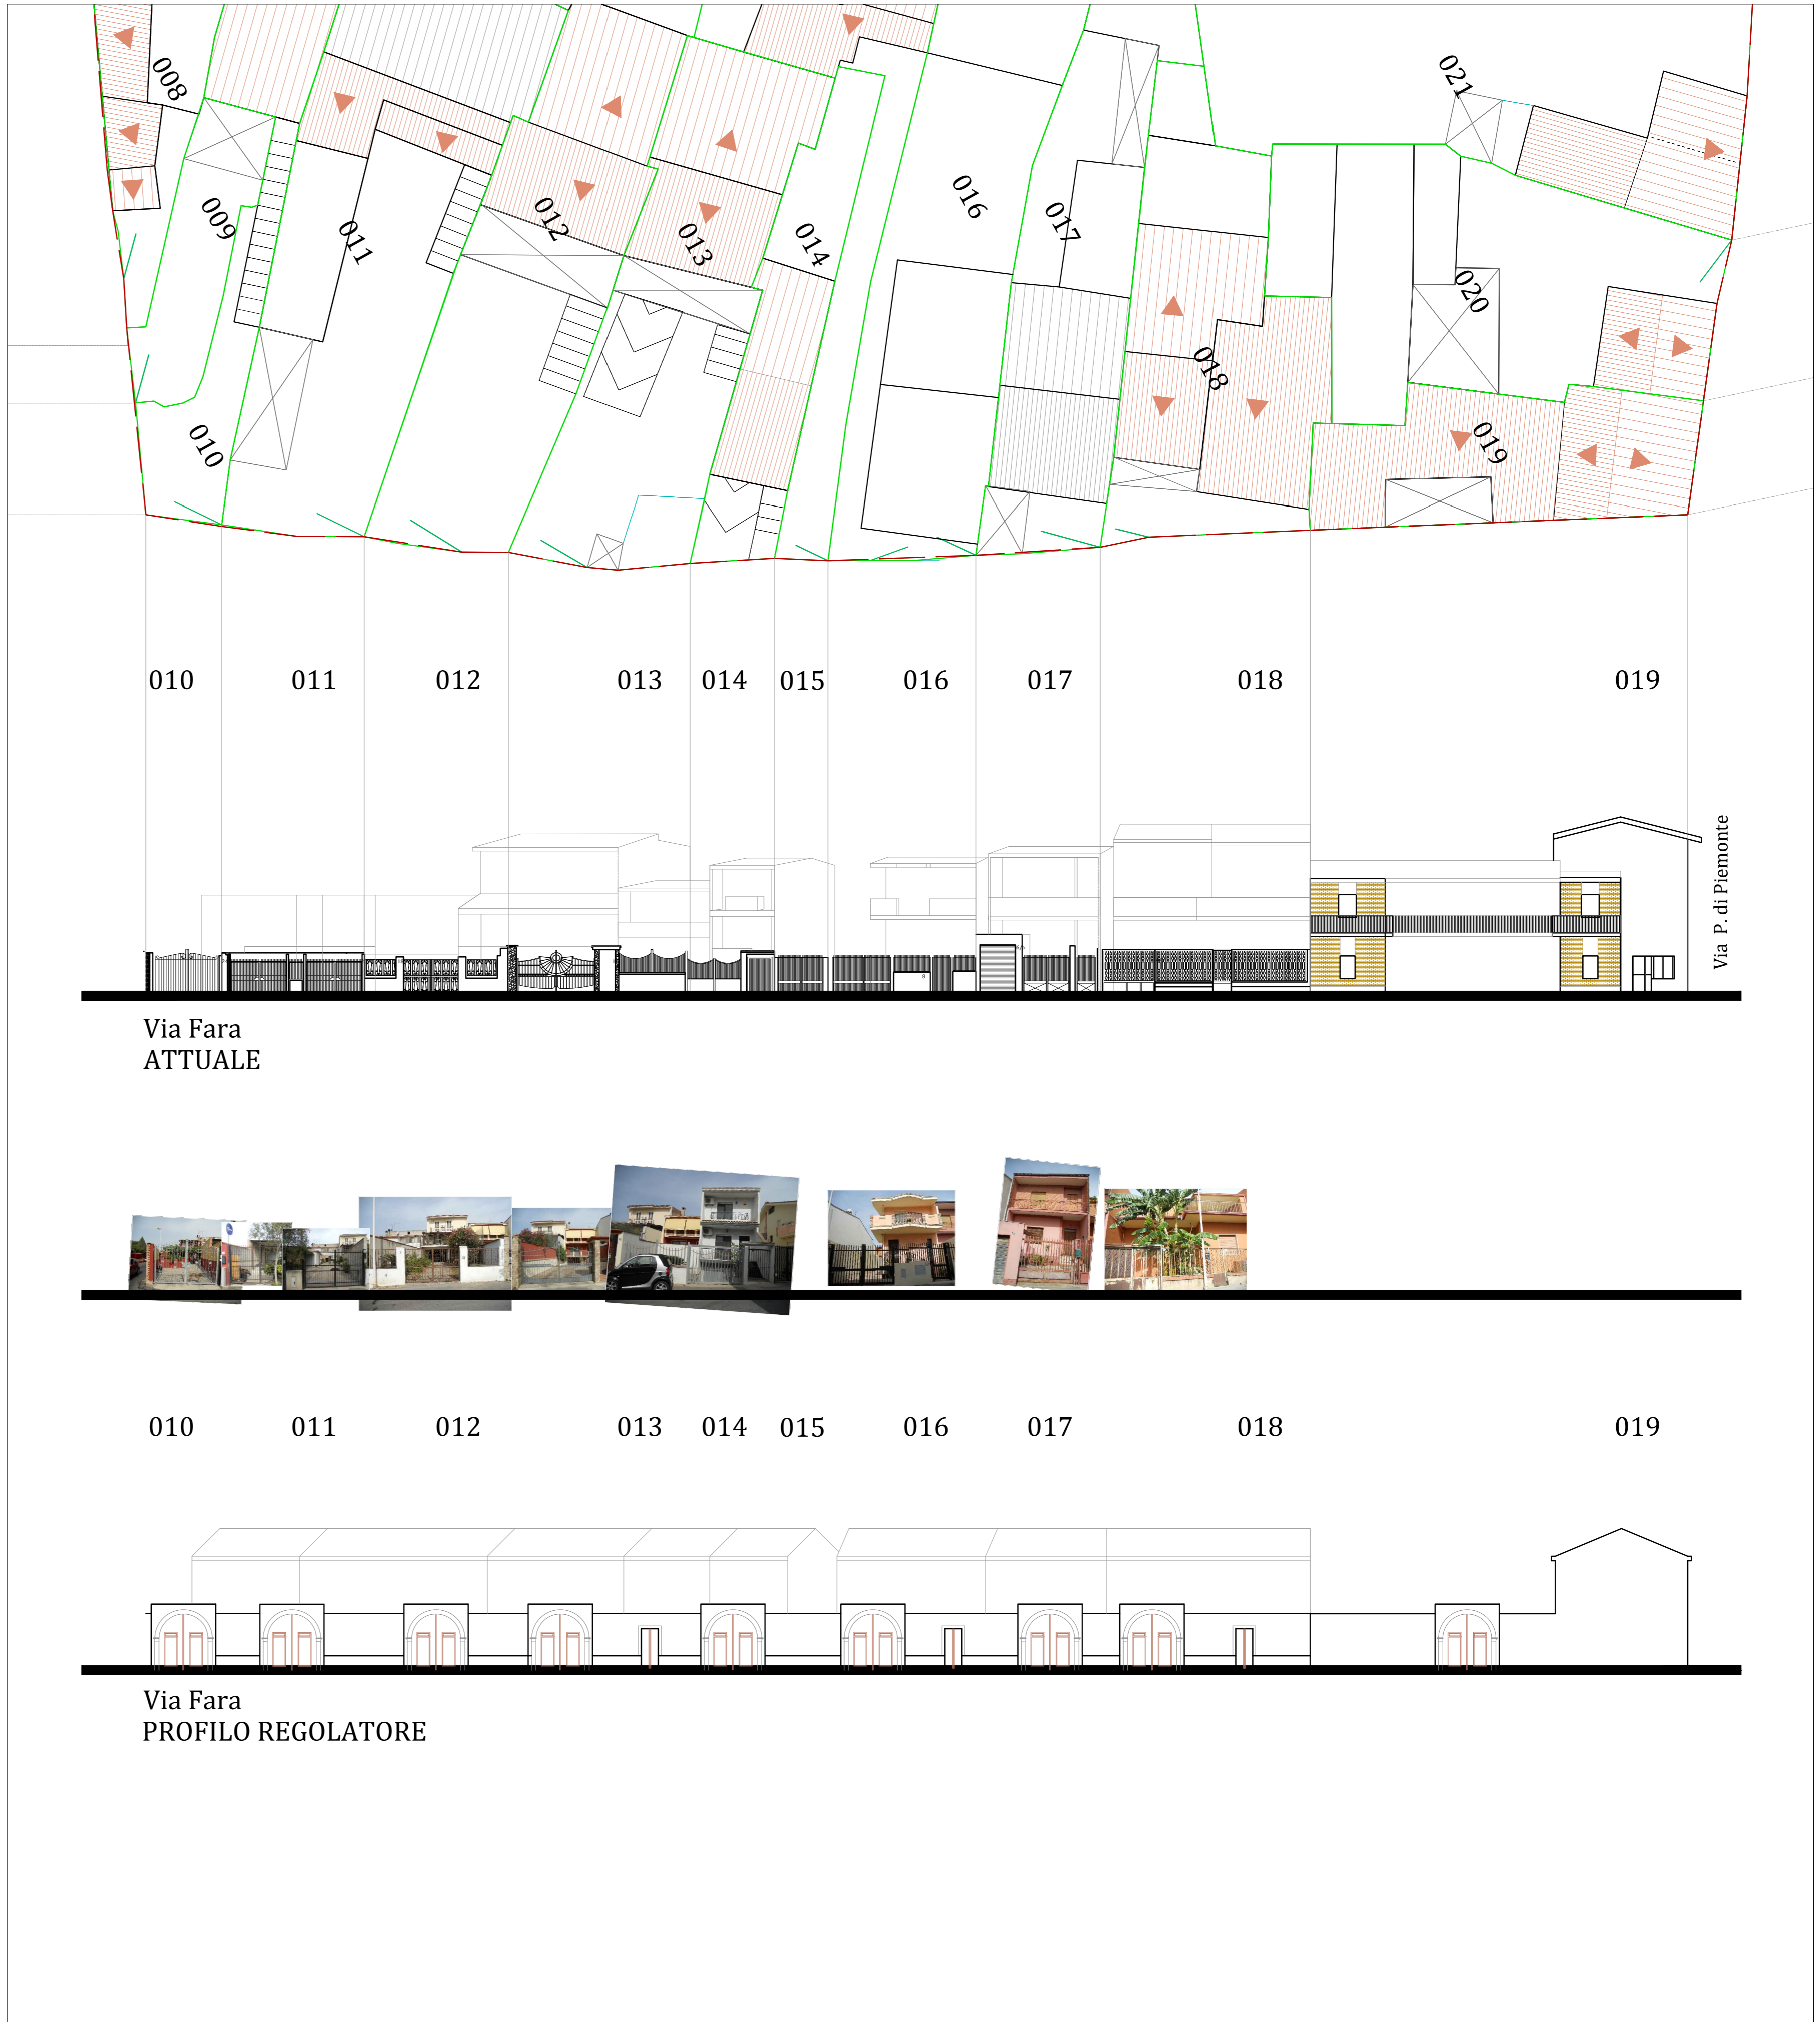 008
021
009
012
016
017
011
013
014
020
018
010
019
010 011 012 013 014 015 016 017 018 019
Via P. di Piemonte
Via Fara
ATTUALE
010 011 012 013 014 015 016 017 018 019
Via Fara
PROFILO REGOLATORE